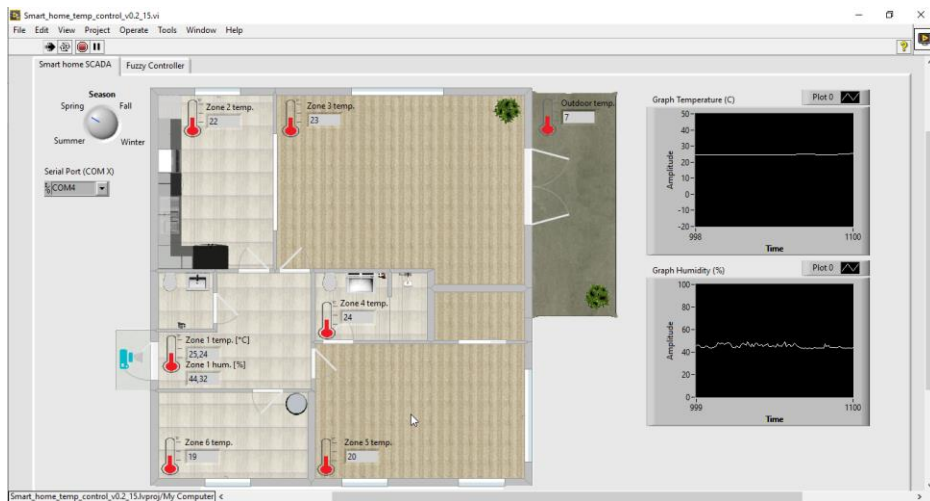 Smart_home_temp_control_v0.2_15.vi
File Edit View Project Operate Tools Window Help
Smart home SCADA Fuzzy Controller
Season
Spring Fall
Summer Winter
Serial Port (COM X)
COM4
Zone 2 temp.
22
Zone 3 temp.
23
Outdoor temp.
7
Zone 4 temp.
24
Zone 1 temp. [°C]
25,24
Zone 1 hum. [%]
44,32
Zone 6 temp.
19
Zone 5 temp.
20
Graph Temperature (C) Plot 0
50
40
30
20
10
0
-10
-20
Amplitude
998 1100
Time
Graph Humidity (%) Plot 0
100
80
60
40
20
0
Amplitude
999 1100
Time
Smart_home_temp_control_v0.2_15.lvproj/My Computer